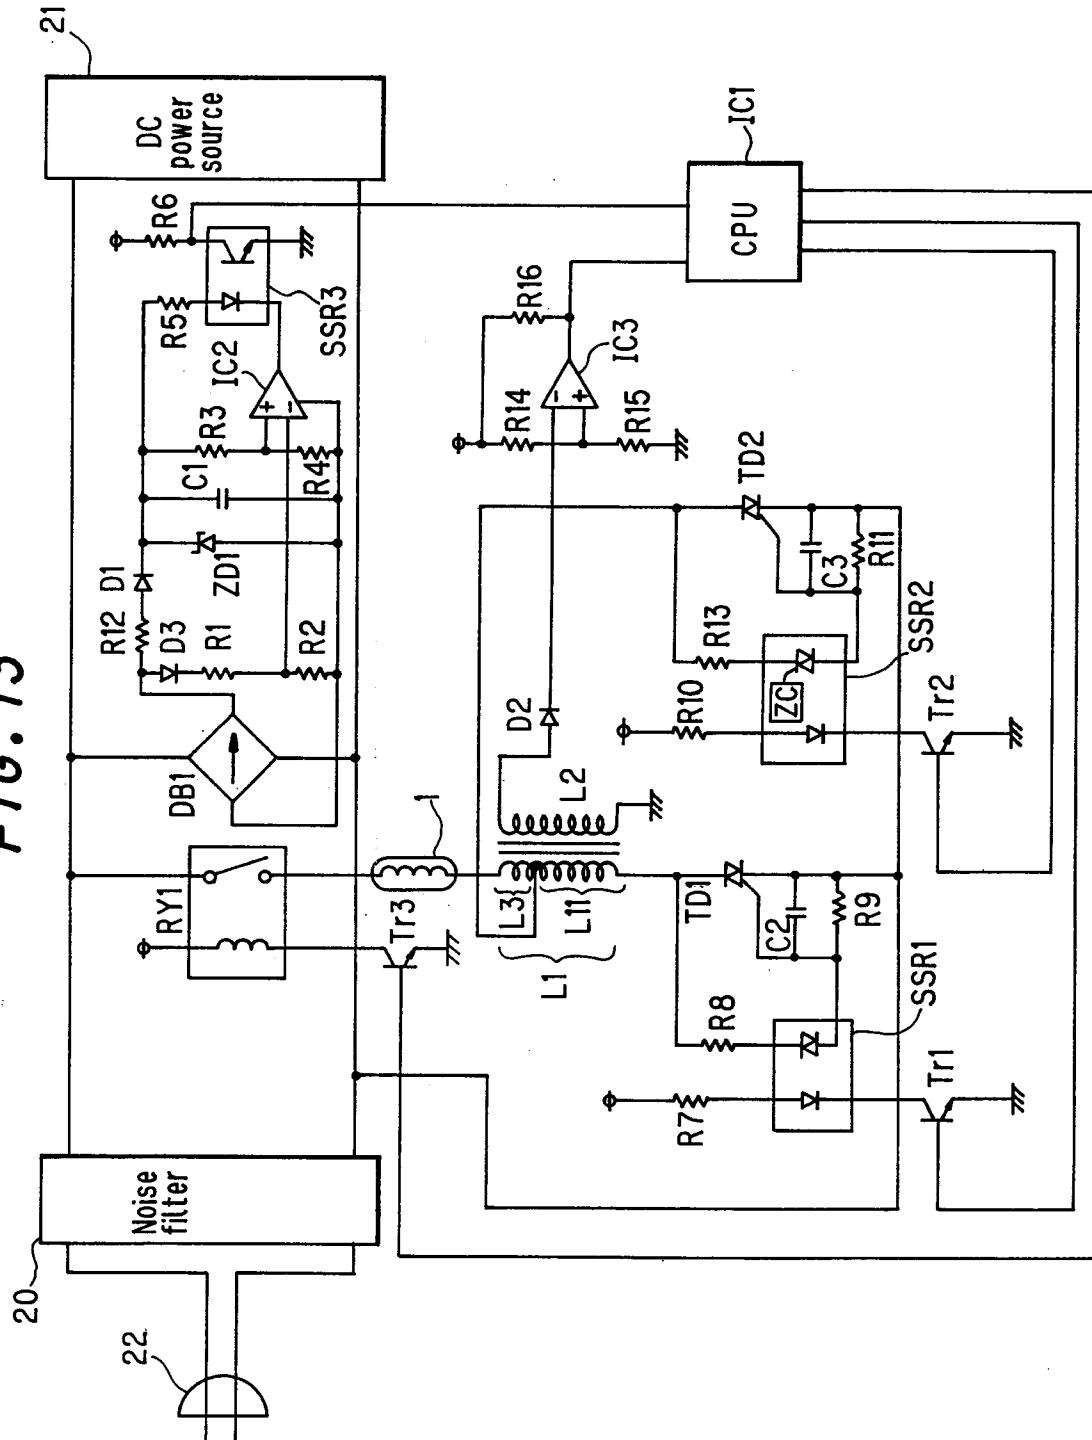 FIG. 15
21
DC
power
source
IC1
CPU
R6
R5
SSR3
R16
IC3
IC2
R3
R14
R15
+
-
-
+
C1
R4
TD2
ZD1
D1
C3
R11
R12
D3
R1
R2
R13
SSR2
D2
R10
ZC
Tr2
DB1
1
L2
RY1
Tr3
L3
L11
L1
TD1
C2
R9
R8
SSR1
R7
Tr1
Noise
filter
20
22